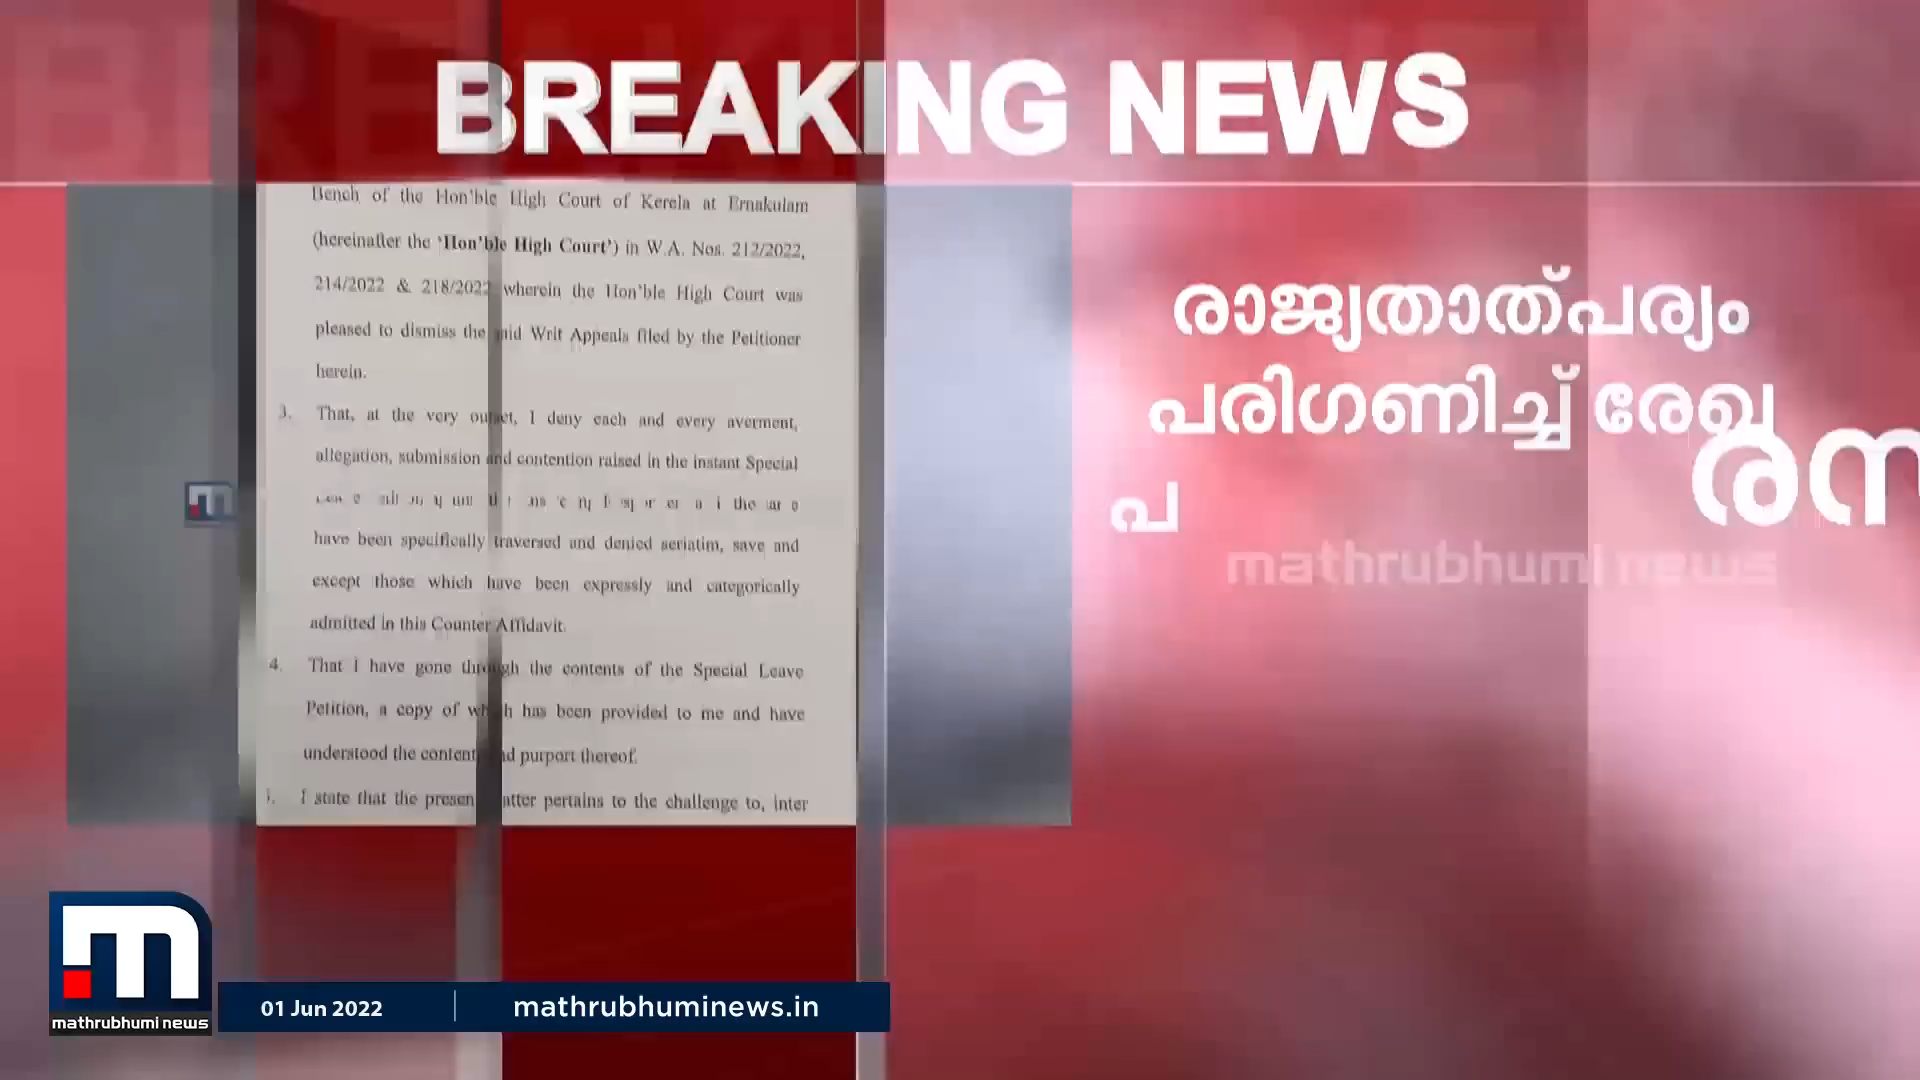 BREAKING NEWS
Bench of the Hon'ble High Court of Kerela at Ernakulam
(hereinafter the 'Hon'ble High Court') in W.A. Nos. 212/2022,
214/2022 & 218/2022 wherein the Hon'ble High Court was
pleased to dismiss the said Writ Appeals filed by the Petitioner
herein.
3. That, at the very outset, I deny each and every averment,
allegation, submission and contention raised in the instant Special
have been specifically traversed and denied seriatim, save and
except those which have been expressly and categorically
admitted in this Counter Affidavit.
4. That I have gone through the contents of the Special Leave
Petition, a copy of which has been provided to me and have
understood the content and purport thereof.
I state that the present matter pertains to the challenge to, inter
രാജ്യതാത്പര്യം
പരിഗണിച്ച് രേഖ
പ
രന
mathrubhumi news
mathrubhumi news
01 Jun 2022
mathrubhuminews.in